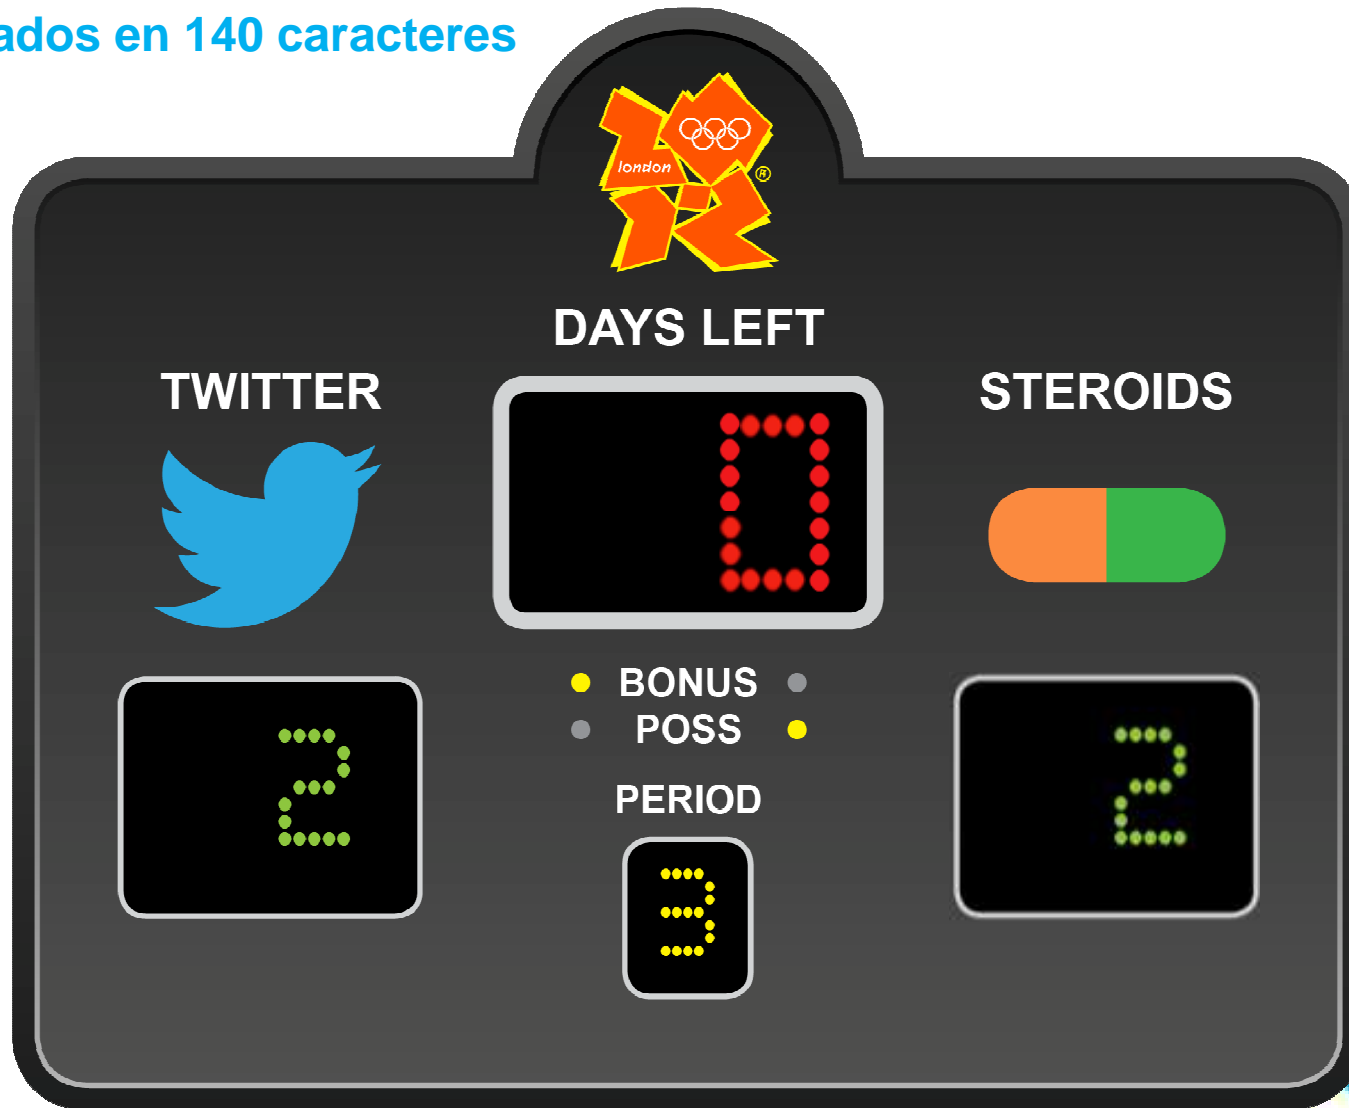 ados en 140 caracteres
london
®
DAYS LEFT
TWITTER
STEROIDS
0
BONUS
POSS
2
2
PERIOD
3